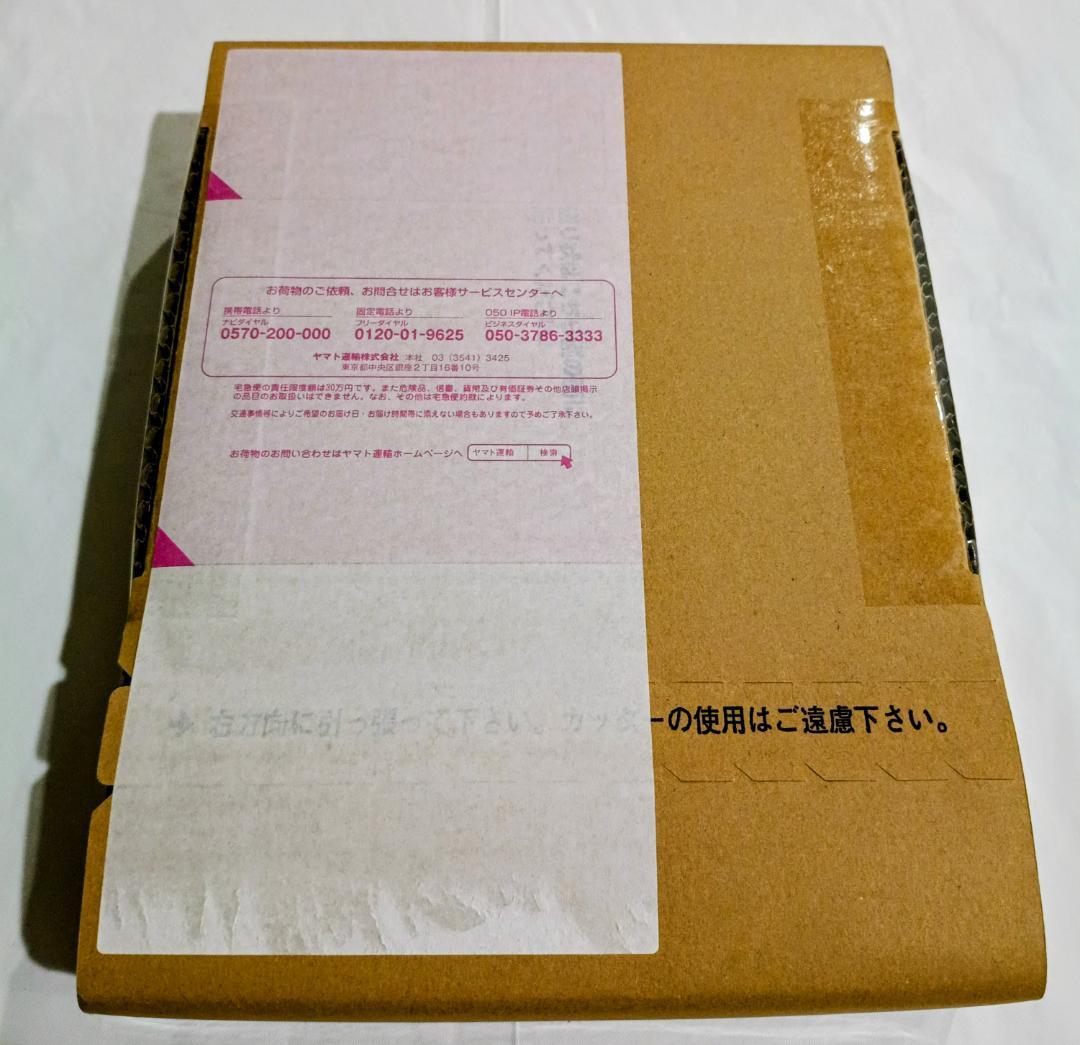 お荷物のご依頼、お問合せはお客様サービスセンターへ
携帯電話より 固定電話より 050 IP電話より
ナビダイヤル フリーダイヤル ビジネスダイヤル
0570-200-000 0120-01-9625 050-3786-3333
ヤマト運輸株式会社 本社 03 (3541) 3425
東京都中央区銀座2丁目16番10号
宅急便の責任限度額は30万円です。また危険品、信書、貨幣及び有価証券その他店頭掲示
の品目のお取扱いはできません。なお、その他は宅急便約款によります。
交通事情等によりご希望のお届け日・お届け時間帯に添えない場合もありますので予めご了承下さい。
お荷物のお問い合わせはヤマト運輸ホームページへ ヤマト運輸 検索
って下さい。カッターの使用はご遠慮下さい。